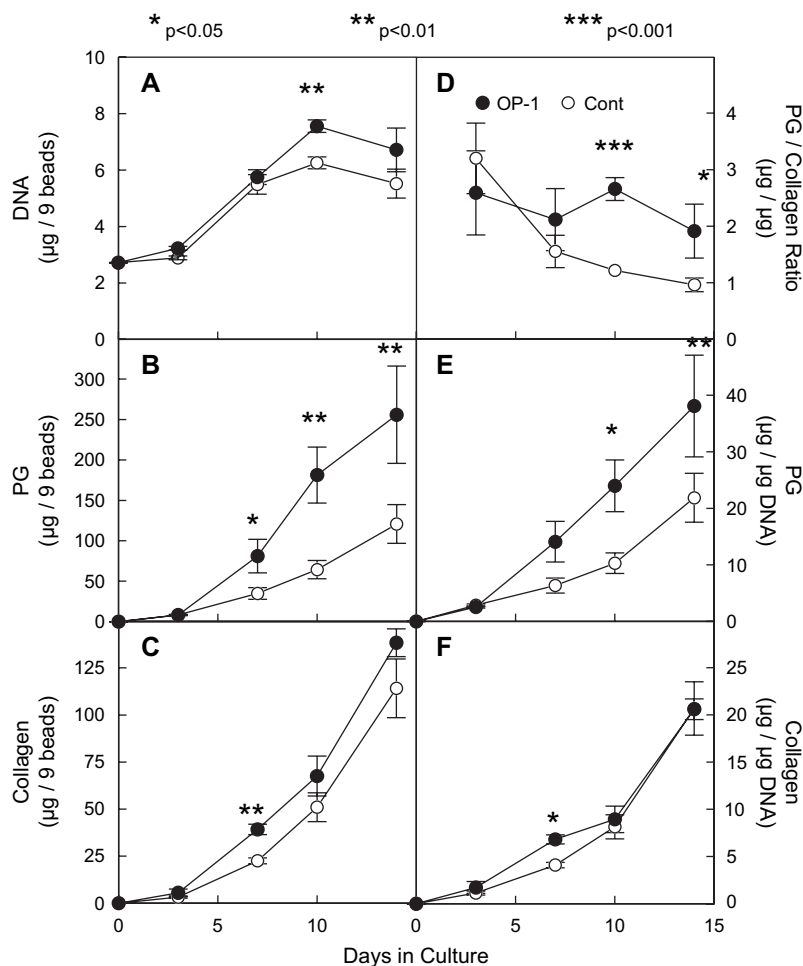 * p<0.05 ** p<0.01 *** p<0.001
A
**
10
8
6
4
2
0
DNA
(µg / 9 beads)
D
OP-1 Cont
***
*
4
3
2
1
0
PG / Collagen Ratio
(µg / µg)
B
**
**
*
300
250
200
150
100
50
0
PG
(µg / 9 beads)
E
**
*
40
30
20
10
0
PG
(µg / µg DNA)
C
**
125
100
75
50
25
0
Collagen
(µg / 9 beads)
F
*
25
20
15
10
5
0
Collagen
(µg / µg DNA)
0 5 10 0 5 10 15
Days in Culture